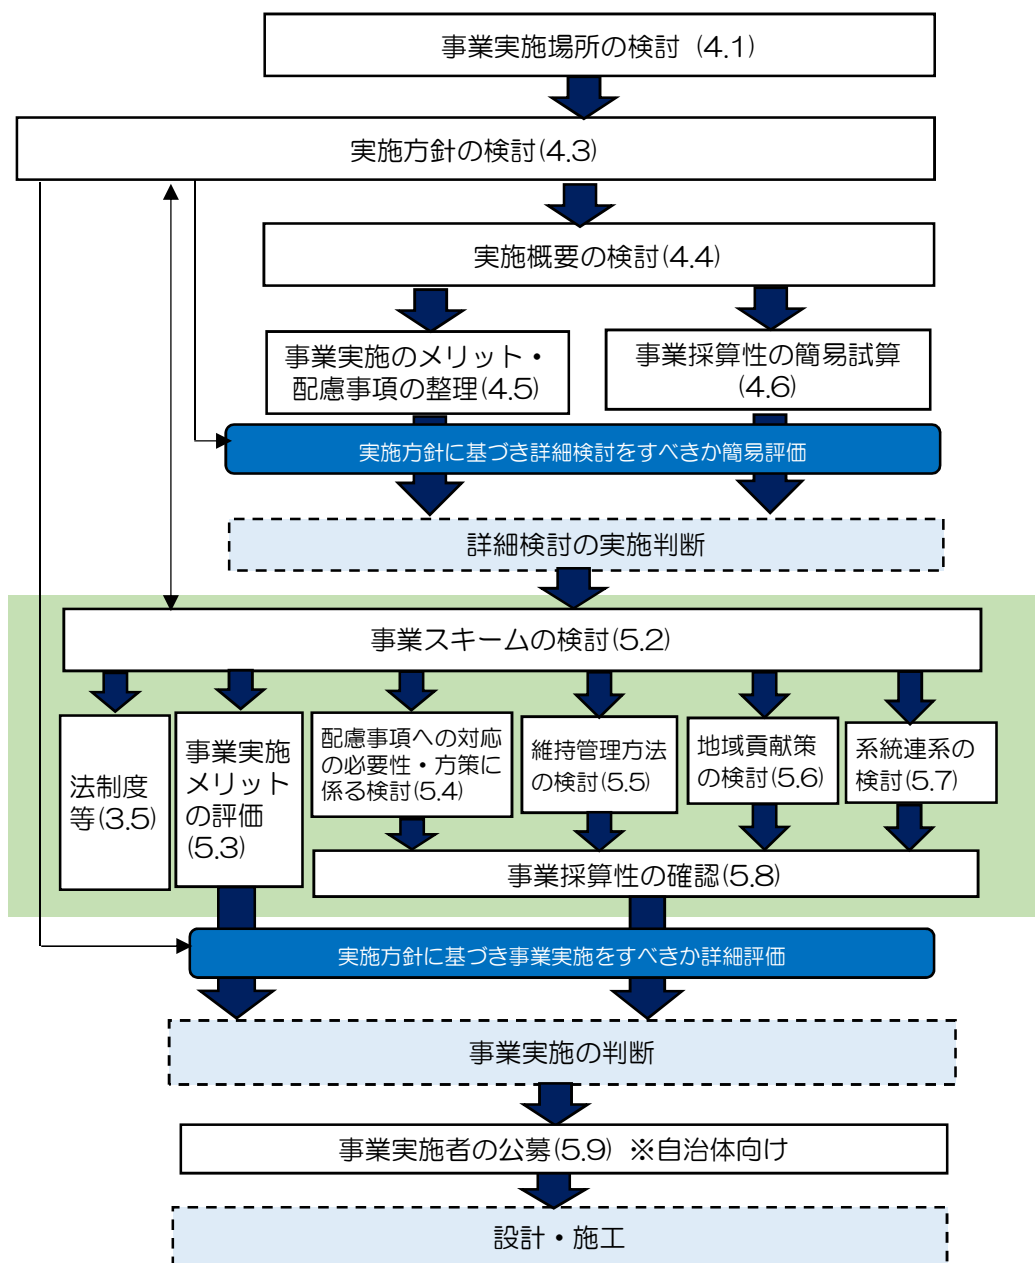 事業実施場所の検討 (4.1)
実施方針の検討(4.3)
実施概要の検討(4.4)
事業実施のメリット・
配慮事項の整理(4.5)
事業採算性の簡易試算
(4.6)
実施方針に基づき詳細検討をすべきか簡易評価
詳細検討の実施判断
事業スキームの検討(5.2)
法制度
等(3.5)
事業実施
メリット
の評価
(5.3)
配慮事項への対応
の必要性・方策に
係る検討(5.4)
維持管理方法
の検討(5.5)
地域貢献策
の検討(5.6)
系統連系の
検討(5.7)
事業採算性の確認(5.8)
実施方針に基づき事業実施をすべきか詳細評価
事業実施の判断
事業実施者の公募(5.9) ※自治体向け
設計・施工